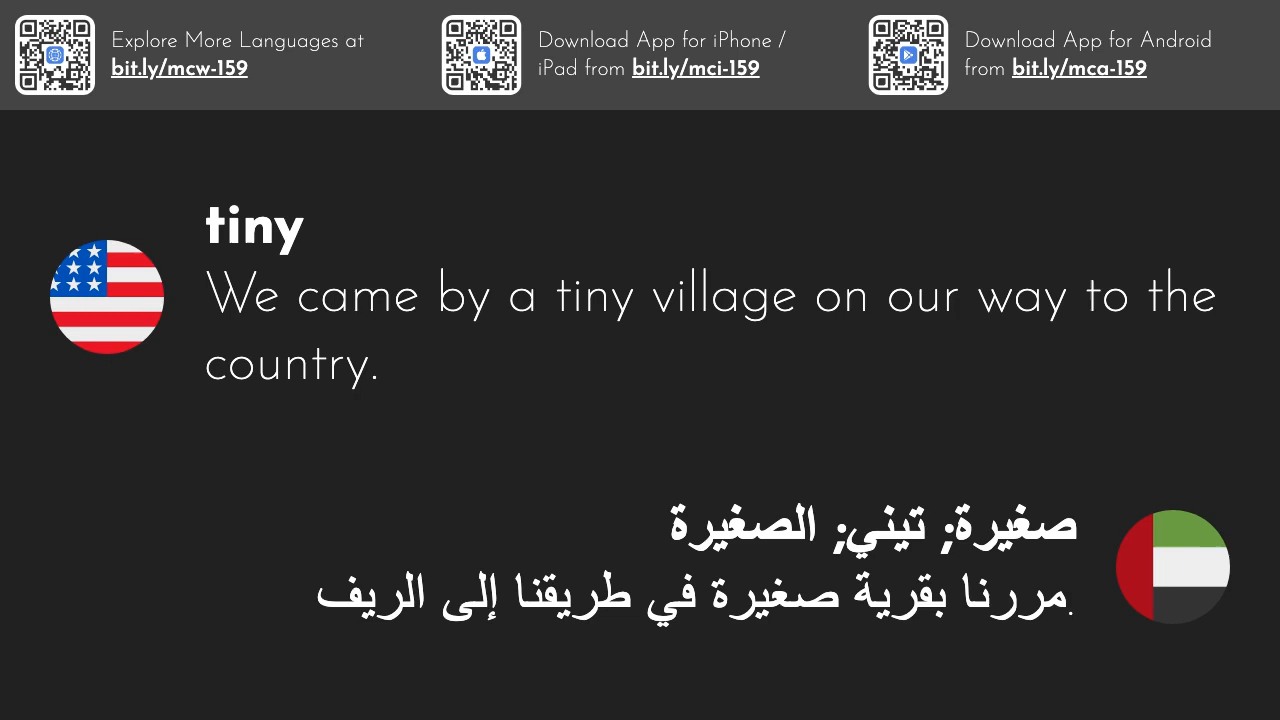 Explore More Languages at
bit.ly/mcw-159
Download App for iPhone /
iPad from bit.ly/mci-159
Download App for Android
from bit.ly/mca-159
tiny
We came by a tiny village on our way to the
country.
صغيرة; تيني; الصغيرة
مررنا بقرية صغيرة في طريقنا إلى الريف.